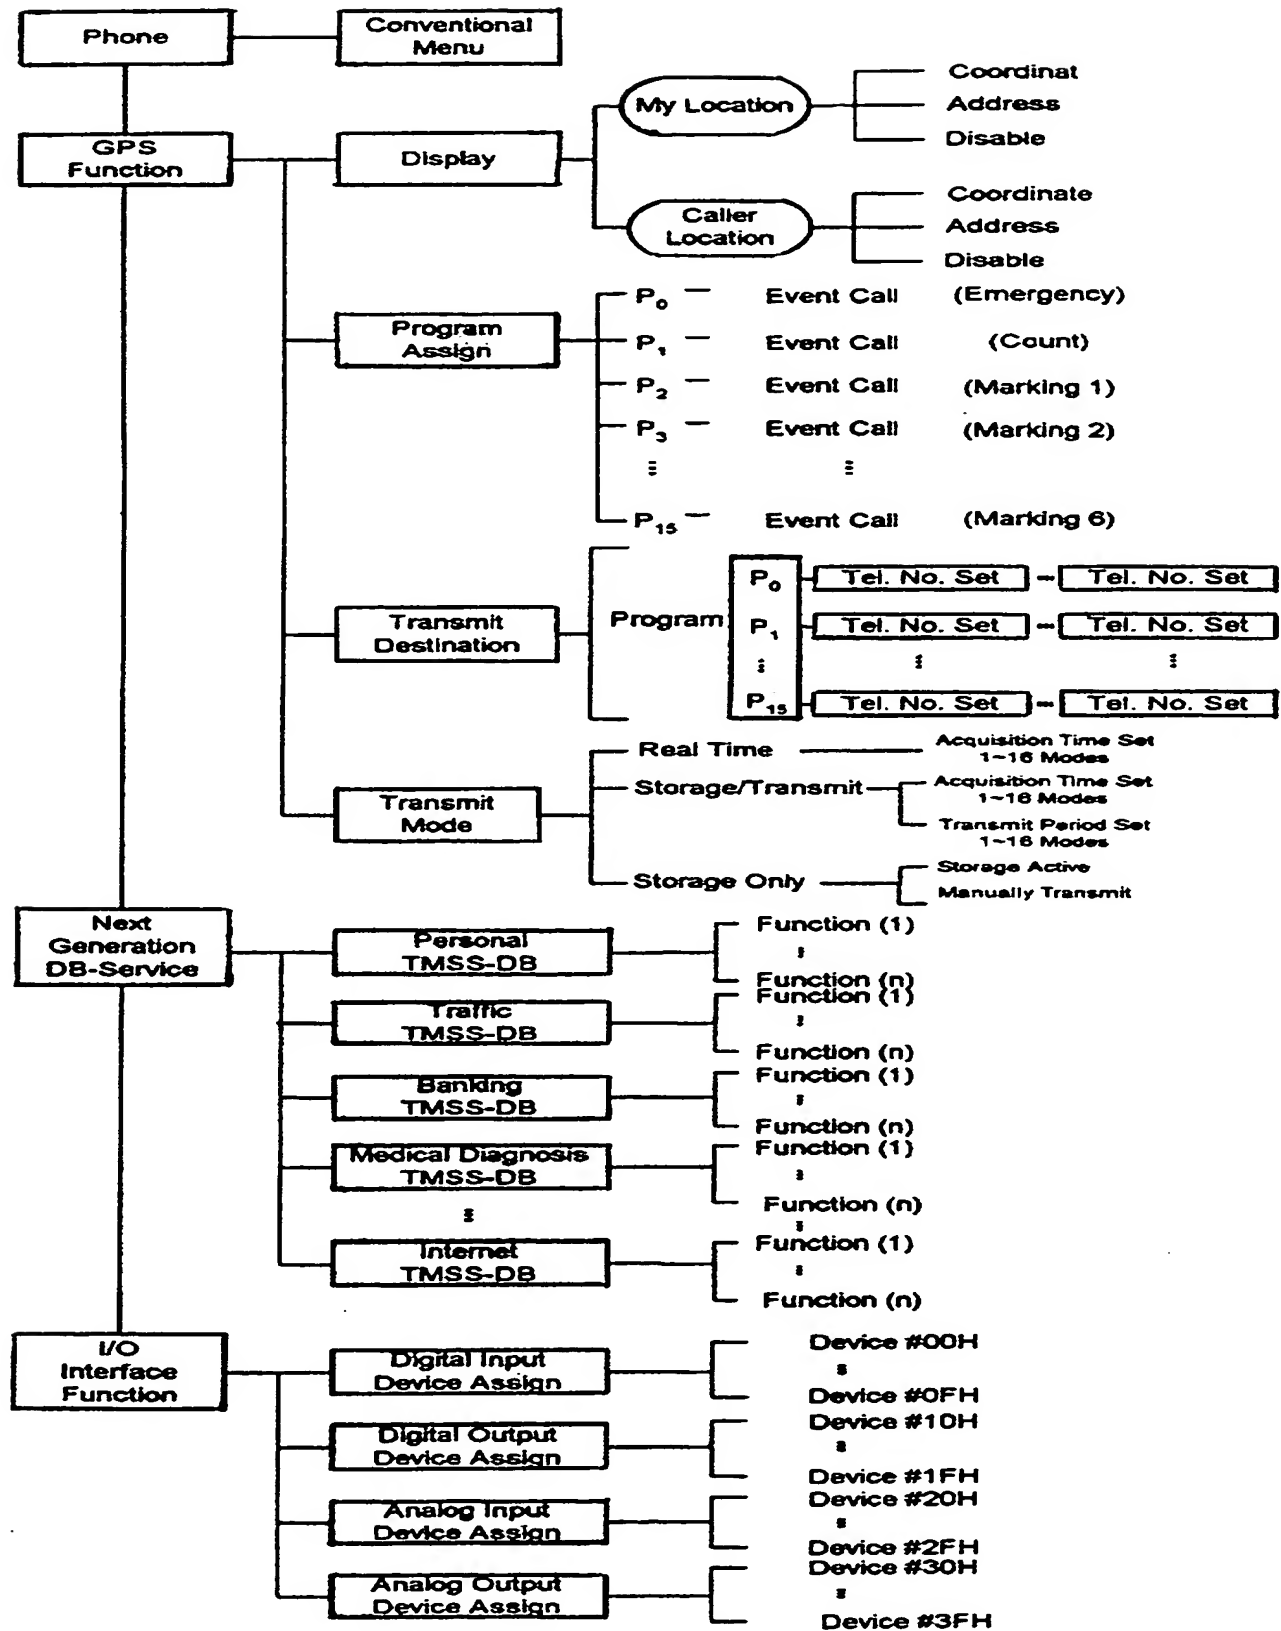 Phone
Conventional
Menu
GPS
Function
Display
My Location
Coordinat
Address
Disable
Caller
Location
Coordinate
Address
Disable
Program
Assign
P0 — Event Call (Emergency)
P1 — Event Call (Count)
P2 — Event Call (Marking 1)
P3 — Event Call (Marking 2)
P15 — Event Call (Marking 6)
Transmit
Destination
Program
P0 Tel. No. Set – Tel. No. Set
P1 Tel. No. Set – Tel. No. Set
P15 Tel. No. Set – Tel. No. Set
Transmit
Mode
Real Time
Acquisition Time Set
1~16 Modes
Storage/Transmit
Acquisition Time Set
1~16 Modes
Transmit Period Set
1~16 Modes
Storage Only
Storage Active
Manually Transmit
Next
Generation
DB-Service
Personal
TMSS-DB
Function (1)
Function (n)
Traffic
TMSS-DB
Function (1)
Function (n)
Banking
TMSS-DB
Function (1)
Function (n)
Medical Diagnosis
TMSS-DB
Function (1)
Function (n)
Internet
TMSS-DB
Function (1)
Function (n)
I/O
Interface
Function
Digital Input
Device Assign
Device #00H
Device #0FH
Digital Output
Device Assign
Device #10H
Device #1FH
Analog Input
Device Assign
Device #20H
Device #2FH
Analog Output
Device Assign
Device #30H
Device #3FH